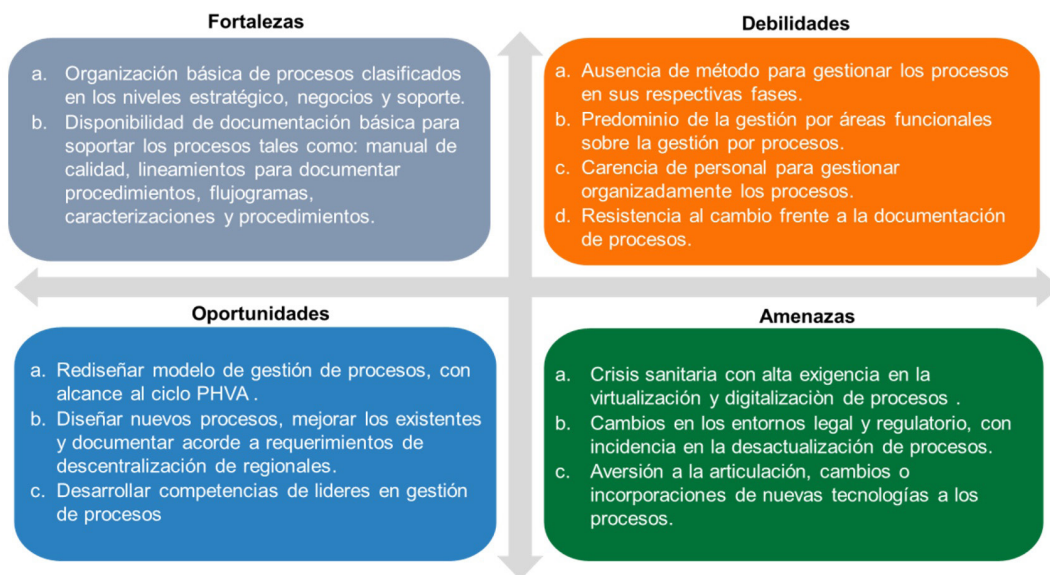 Fortalezas
a. Organización básica de procesos clasificados
en los niveles estratégico, negocios y soporte.
b. Disponibilidad de documentación básica para
soportar los procesos tales como: manual de
calidad, lineamientos para documentar
procedimientos, flujogramas,
caracterizaciones y procedimientos.
Debilidades
a. Ausencia de método para gestionar los procesos
en sus respectivas fases.
b. Predominio de la gestión por áreas funcionales
sobre la gestión por procesos.
c. Carencia de personal para gestionar
organizadamente los procesos.
d. Resistencia al cambio frente a la documentación
de procesos.
Oportunidades
a. Rediseñar modelo de gestión de procesos, con
alcance al ciclo PHVA .
b. Diseñar nuevos procesos, mejorar los existentes
y documentar acorde a requerimientos de
descentralización de regionales.
c. Desarrollar competencias de lideres en gestión
de procesos
Amenazas
a. Crisis sanitaria con alta exigencia en la
virtualización y digitalizaciòn de procesos .
b. Cambios en los entornos legal y regulatorio, con
incidencia en la desactualización de procesos.
c. Aversión a la articulación, cambios o
incorporaciones de nuevas tecnologías a los
procesos.